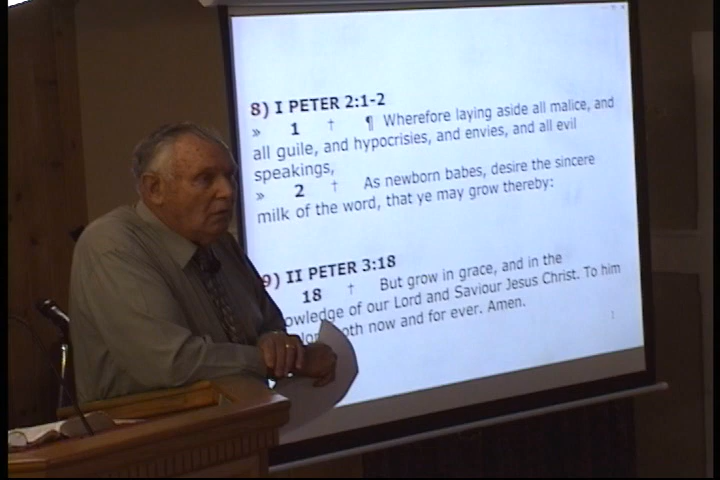 8) I PETER 2:1-2
» 1 † ¶ Wherefore laying aside all malice, and
all guile, and hypocrisies, and envies, and all evil
speakings,
» 2 † As newborn babes, desire the sincere
milk of the word, that ye may grow thereby:
9) II PETER 3:18
18 † But grow in grace, and in the
owledge of our Lord and Saviour Jesus Christ. To him
lor oth now and for ever. Amen.